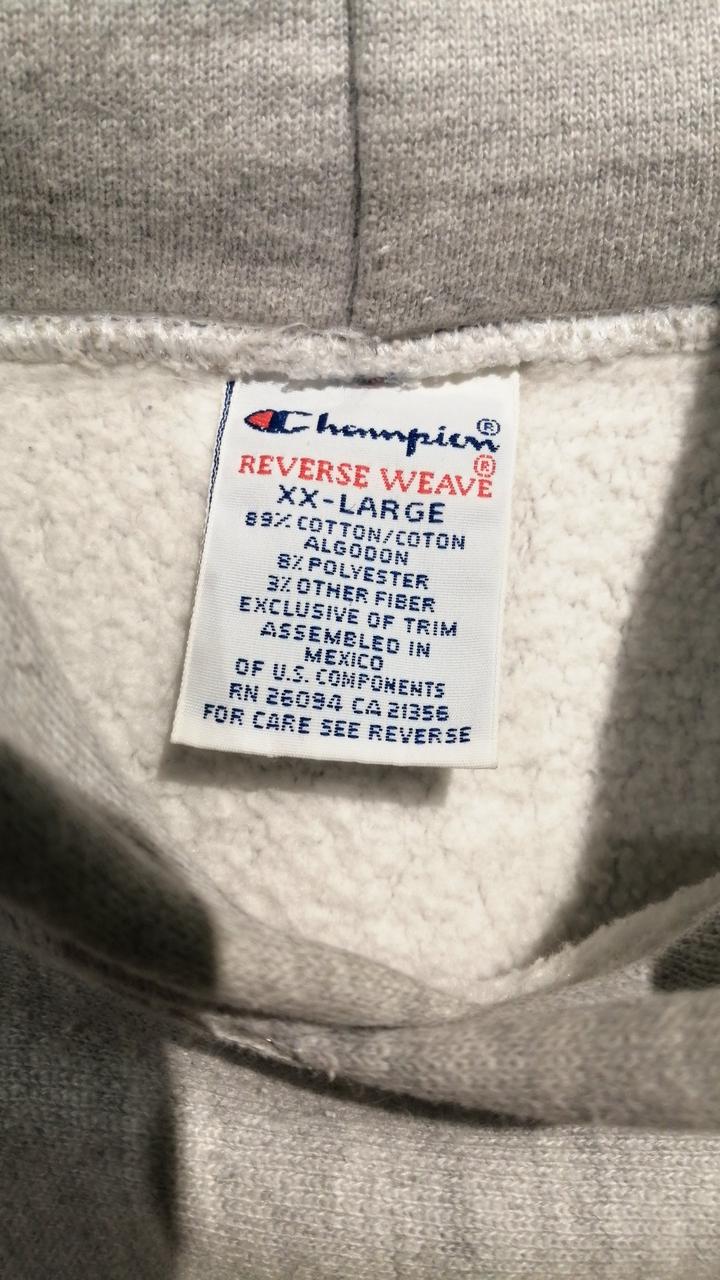 Champion®
REVERSE WEAVE®
XX-LARGE
89% COTTON/COTON
ALGODON
8% POLYESTER
3% OTHER FIBER
EXCLUSIVE OF TRIM
ASSEMBLED IN
MEXICO
OF U.S. COMPONENTS
RN 26094 CA 21356
FOR CARE SEE REVERSE